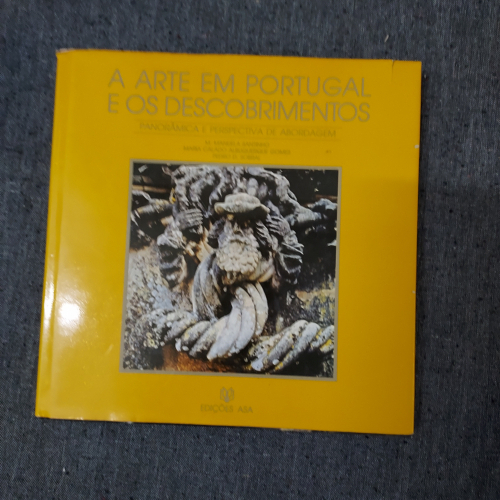 A ARTE EM PORTUGAL
E OS DESCOBRIMENTOS
PANORÂMICA E PERSPECTIVA DE ABORDAGEM
EDIÇÕES ASA